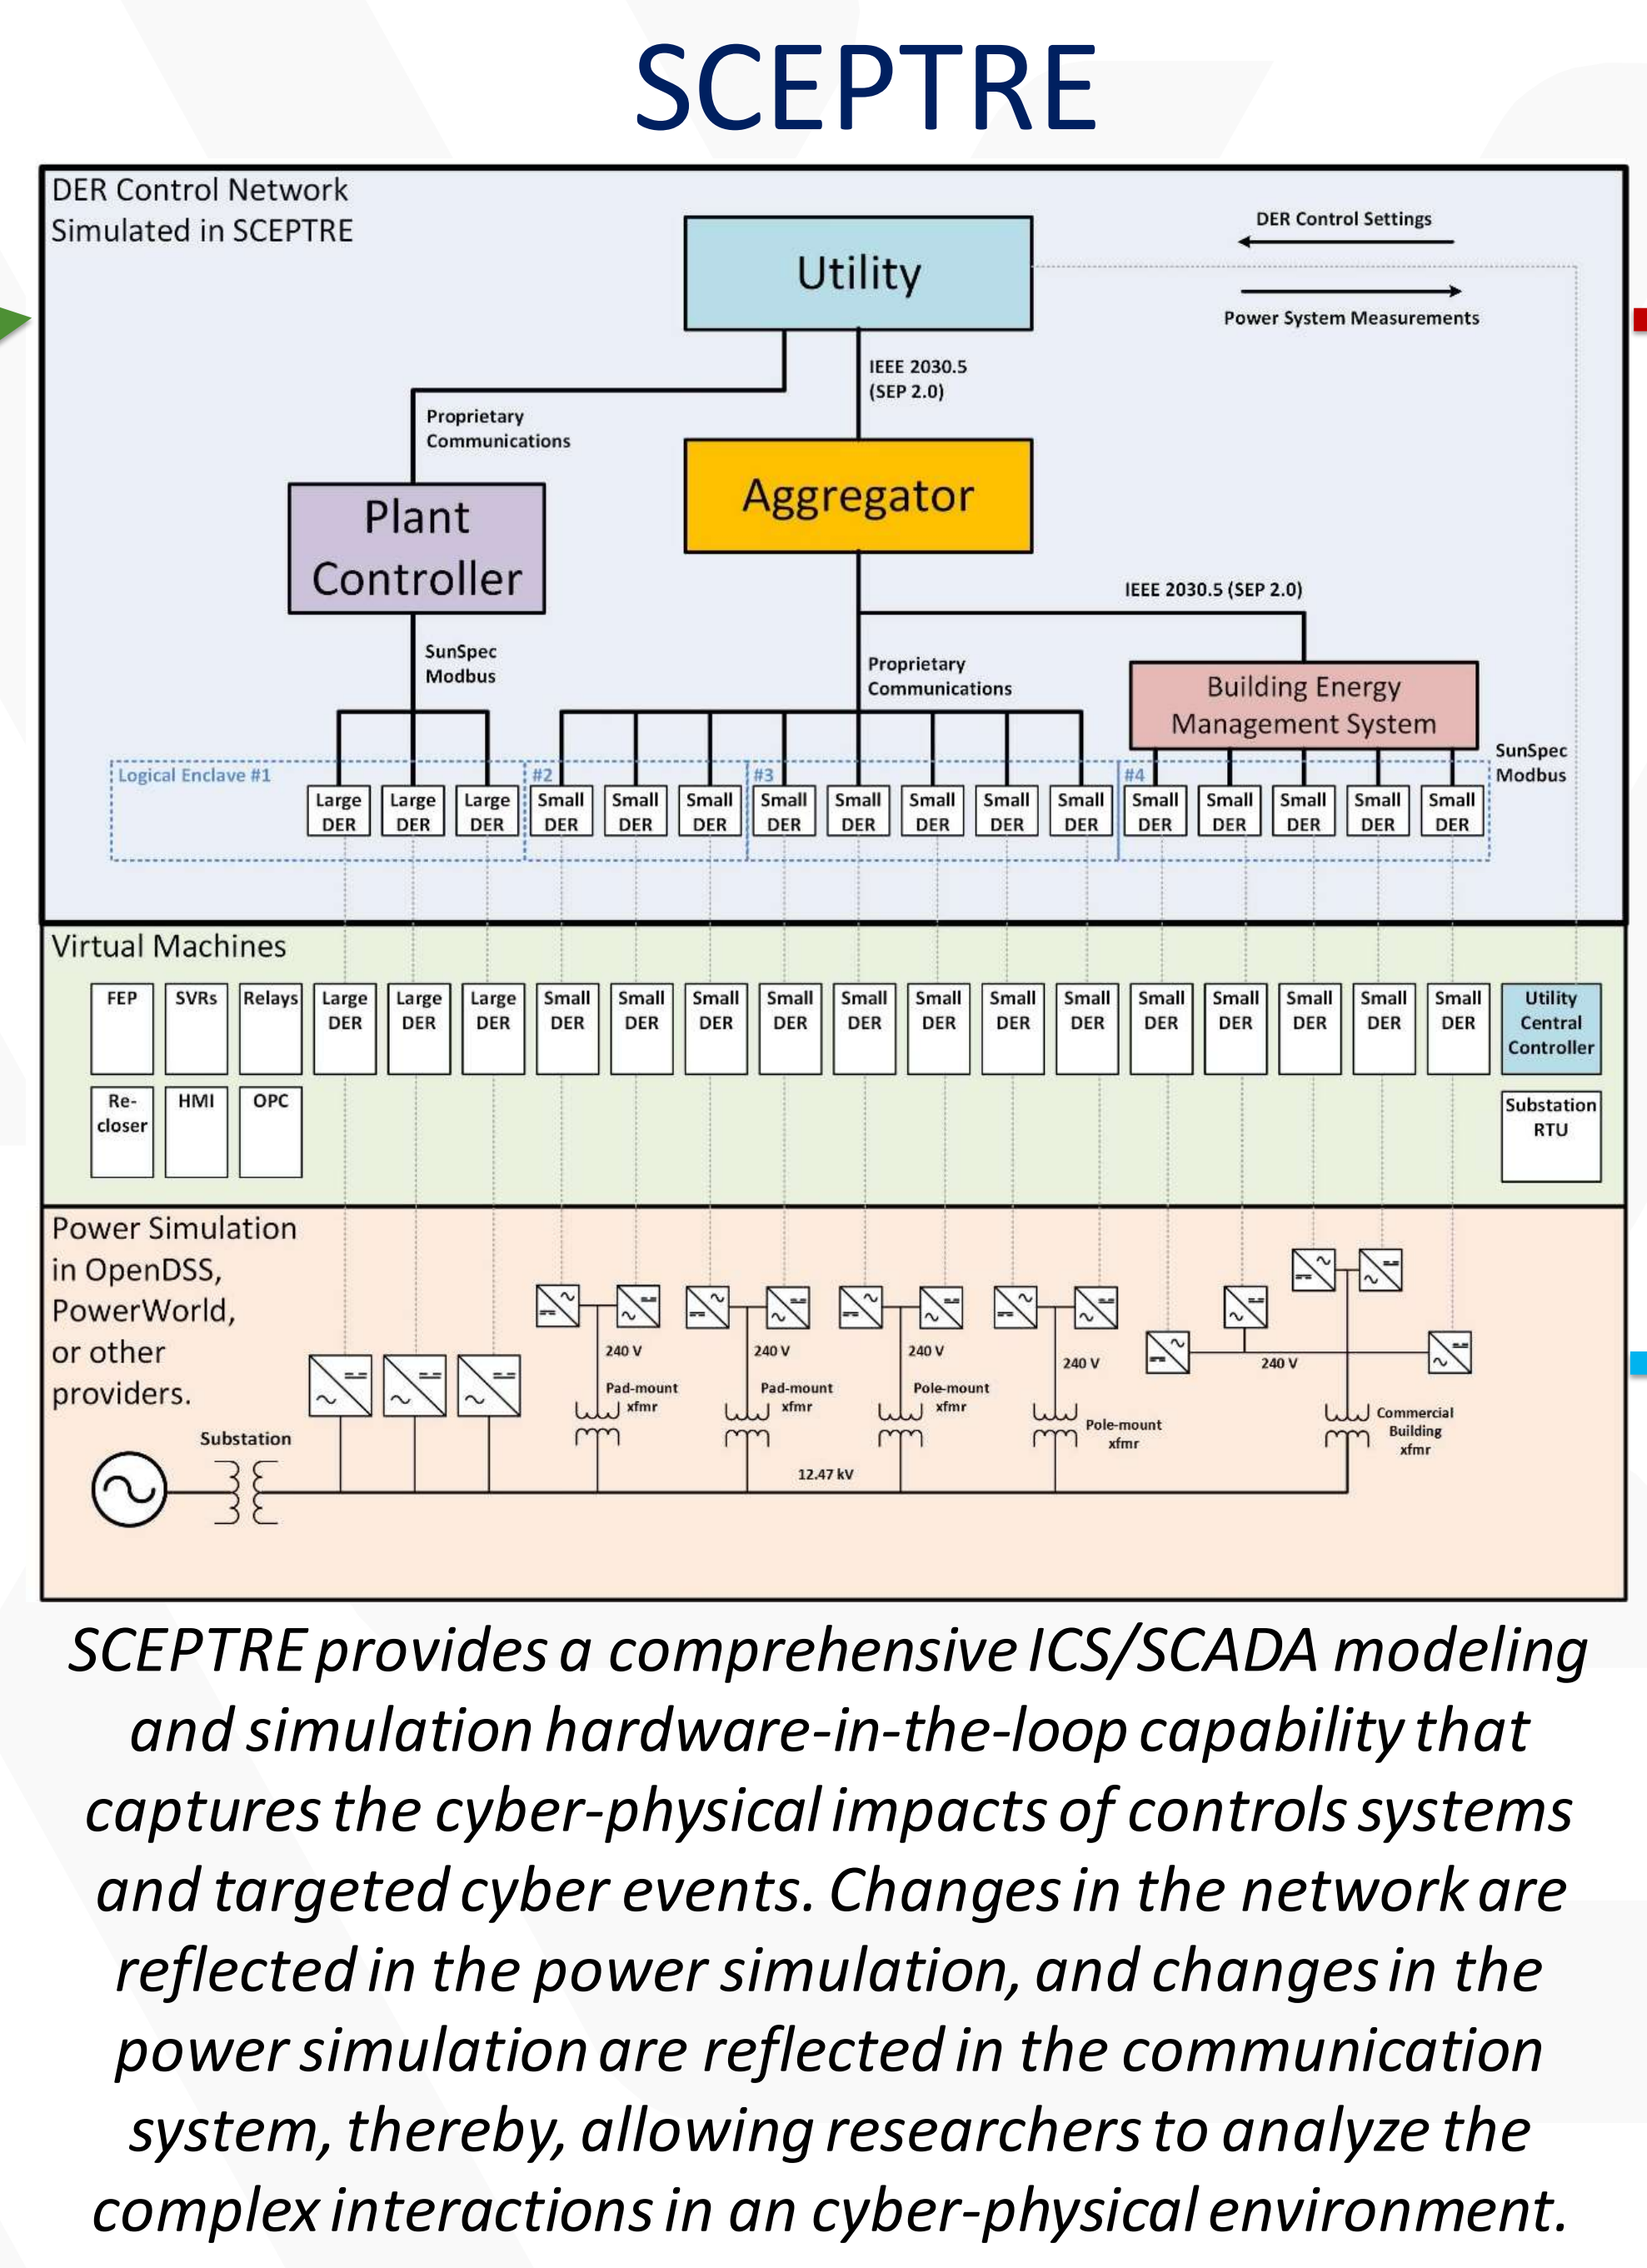 SCEPTRE
DER Control Network
Simulated in SCEPTRE
DER Control Settings
Utility
Power System Measurements
IEEE 2030.5
(SEP 2.0)
Proprietary
Communications
Aggregator
Plant
Controller
IEEE 2030.5 (SEP 2.0)
SunSpec
Modbus
Proprietary
Communications
Building Energy
Management System
SunSpec
Modbus
Logical Enclave #1
#2
#3
#4
Large
DER
Large
DER
Large
DER
Small
DER
Small
DER
Small
DER
Small
DER
Small
DER
Small
DER
Small
DER
Small
DER
Small
DER
Small
DER
Small
DER
Small
DER
Small
DER
Virtual Machines
FEP
SVRs
Relays
Large
DER
Large
DER
Large
DER
Small
DER
Small
DER
Small
DER
Small
DER
Small
DER
Small
DER
Small
DER
Small
DER
Small
DER
Small
DER
Small
DER
Small
DER
Small
DER
Utility
Central
Controller
Re-
closer
HMI
OPC
Substation
RTU
Power Simulation
in OpenDSS,
PowerWorld,
or other
providers.
240 V
Pad-mount
xfmr
240 V
Pad-mount
xfmr
240 V
Pole-mount
xfmr
240 V
Pole-mount
xfmr
240 V
Commercial
Building
xfmr
Substation
12.47 kV
SCEPTRE provides a comprehensive ICS/SCADA modeling
and simulation hardware-in-the-loop capability that
captures the cyber-physical impacts of controls systems
and targeted cyber events. Changes in the network are
reflected in the power simulation, and changes in the
power simulation are reflected in the communication
system, thereby, allowing researchers to analyze the
complex interactions in an cyber-physical environment.